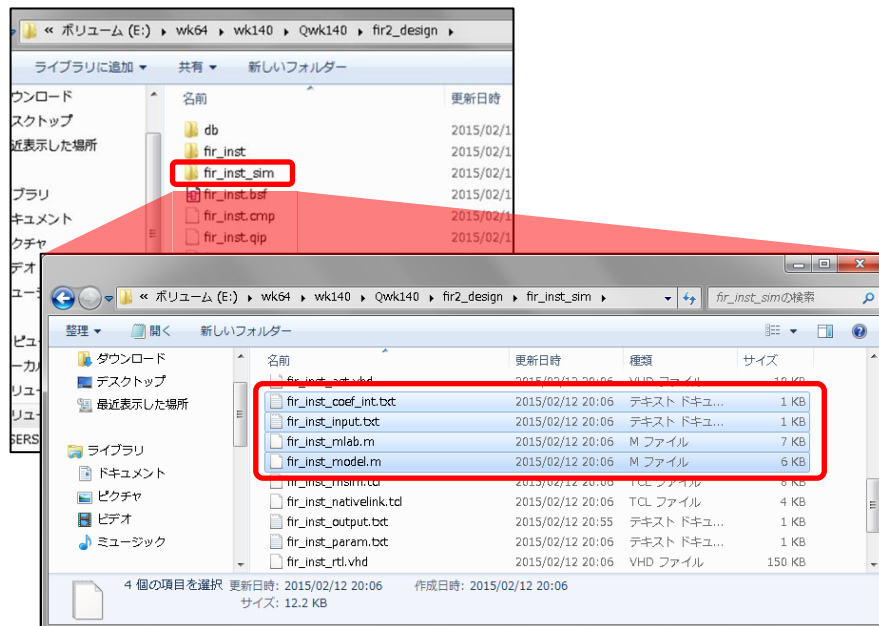 « ボリューム (E:) ▸ wk64 ▸ wk140 ▸ Qwk140 ▸ fir2_design ▸
ライブラリに追加 ▼ 共有 ▼ 新しいフォルダー
ウンロード 名前 更新日時
スクトップ db 2015/02/1
近表示した場所 fir_inst 2015/02/1
fir_inst_sim 2015/02/1
ブラリ fir_inst.bsf 2015/02/1
キュメント fir_inst.cmp 2015/02/1
クチャ fir_inst.qip 2015/02/1
デオ
« ボリューム (E:) ▸ wk64 ▸ wk140 ▸ Qwk140 ▸ fir2_design ▸ fir_inst_sim ▸ fir_inst_simの検索
整理 ▼ 開く 新しいフォルダー
ダウンロード 名前 更新日時 種類 サイズ
デスクトップ
最近表示した場所 fir_inst_coef_int.txt 2015/02/12 20:06 テキスト ドキュ... 1 KB
fir_inst_input.txt 2015/02/12 20:06 テキスト ドキュ... 1 KB
fir_inst_mlab.m 2015/02/12 20:06 M ファイル 7 KB
ライブラリ fir_inst_model.m 2015/02/12 20:06 M ファイル 6 KB
ドキュメント fir_inst_msim.tcl 2015/02/12 20:06 TCL ファイル 8 KB
ピクチャ fir_inst_nativelink.tcl 2015/02/12 20:06 TCL ファイル 4 KB
ビデオ fir_inst_output.txt 2015/02/12 20:55 テキスト ドキュ... 1 KB
ミュージック fir_inst_param.txt 2015/02/12 20:06 テキスト ドキュ... 1 KB
fir_inst_rtl.vhd 2015/02/12 20:06 VHD ファイル 150 KB
4 個の項目を選択 更新日時: 2015/02/12 20:06 作成日時: 2015/02/12 20:06
サイズ: 12.2 KB